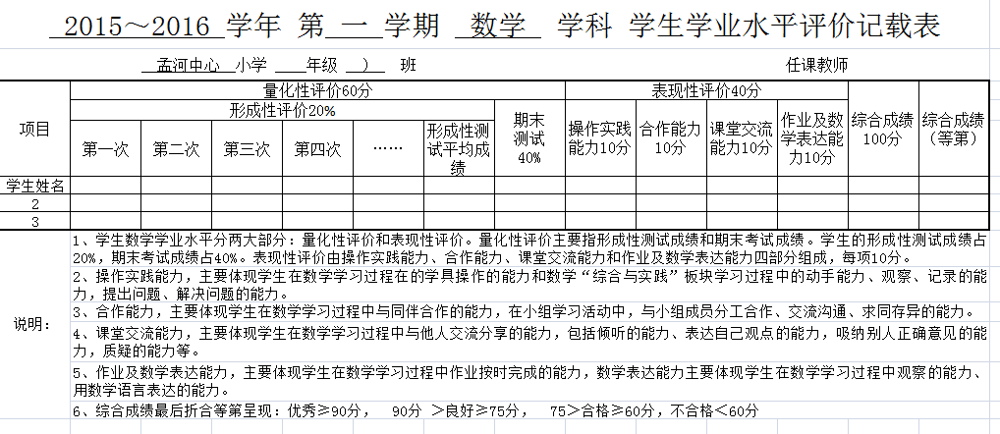 2015～2016 学年 第 一 学期 数学 学科 学生学业水平评价记载表
孟河中心 小学 年级 ） 班 任课教师
项目
量化性评价60分
表现性评价40分
综合成绩100分
综合成绩（等第）
形成性评价20%
期末测试40%
操作实践能力10分
合作能力10分
课堂交流能力10分
作业及数学表达能力10分
第一次
第二次
第三次
第四次
……
形成性测试平均成绩
学生姓名
2
3
说明：
1、学生数学学业水平分两大部分：量化性评价和表现性评价。量化性评价主要指形成性测试成绩和期末考试成绩。学生的形成性测试成绩占
20%，期末考试成绩占40%。表现性评价由操作实践能力、合作能力、课堂交流能力和作业及数学表达能力四部分组成，每项10分。
2、操作实践能力，主要体现学生在数学学习过程在的学具操作的能力和数学“综合与实践”板块学习过程中的动手能力、观察、记录的能
力，提出问题、解决问题的能力。
3、合作能力，主要体现学生在数学学习过程中与同伴合作的能力，在小组学习活动中，与小组成员分工合作、交流沟通、求同存异的能力。
4、课堂交流能力，主要体现学生在数学学习过程中与他人交流分享的能力，包括倾听的能力、表达自己观点的能力，吸纳别人正确意见的能
力，质疑的能力等。
5、作业及数学表达能力，主要体现学生在数学学习过程中作业按时完成的能力，数学表达能力主要体现学生在数学学习过程中观察的能力、
用数学语言表达的能力。
6、综合成绩最后折合等第呈现：优秀≥90分， 90分 ＞良好≥75分， 75＞合格≥60分，不合格＜60分